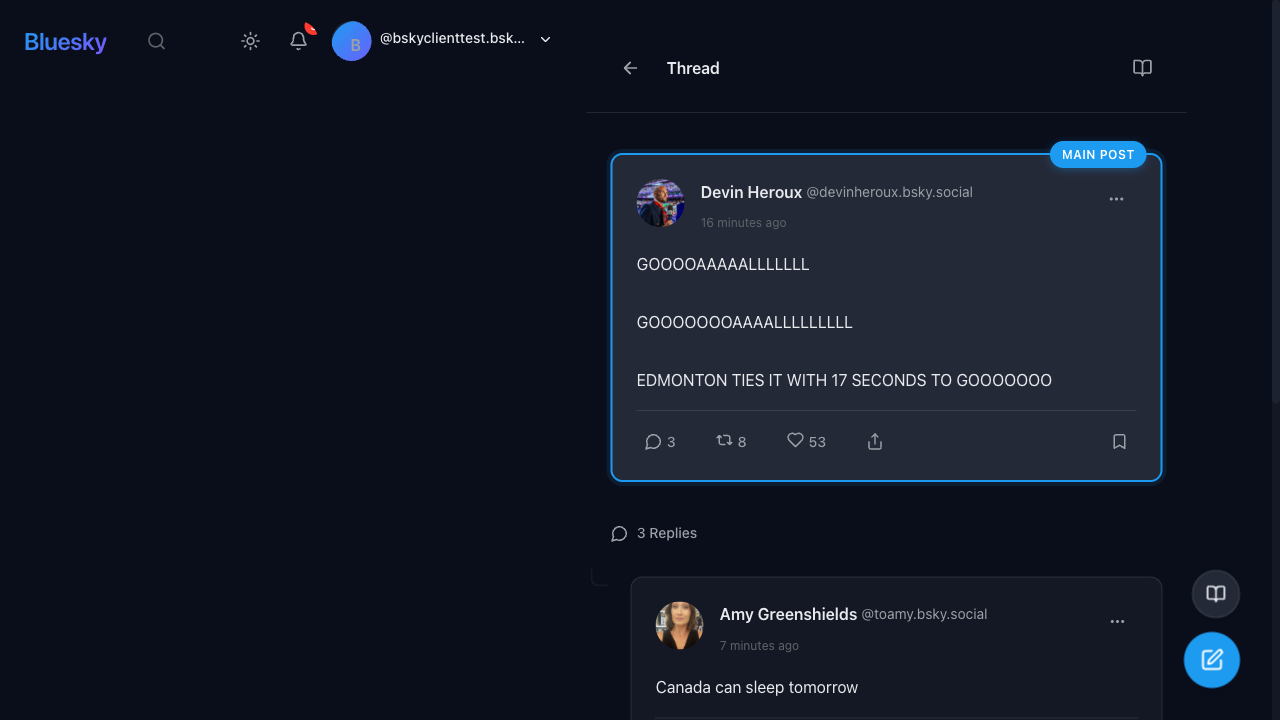 Bluesky
B
@bskyclienttest.bsk...
Thread
MAIN POST
Devin Heroux @devinheroux.bsky.social
16 minutes ago
GOOOOAAAAALLLLLLL
GOOOOOOOAAAALLLLLLLLL
EDMONTON TIES IT WITH 17 SECONDS TO GOOOOOOO
3 8 53
3 Replies
Amy Greenshields @toamy.bsky.social
7 minutes ago
Canada can sleep tomorrow